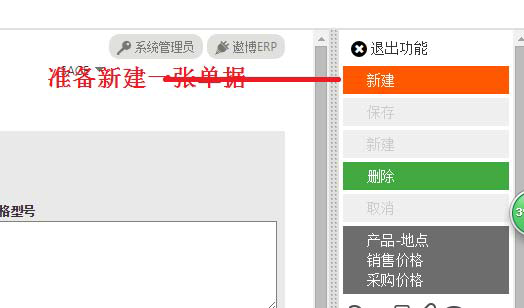 系统管理员 遨博ERP 退出功能
准备新建一张单据
新建
保存
新建
删除
取消
格型号
产品-地点
销售价格
采购价格